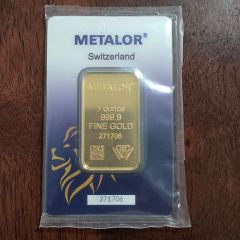 METALOR®
Switzerland
METALOR®
1 ounce
999.9
FINE GOLD
271706
271706